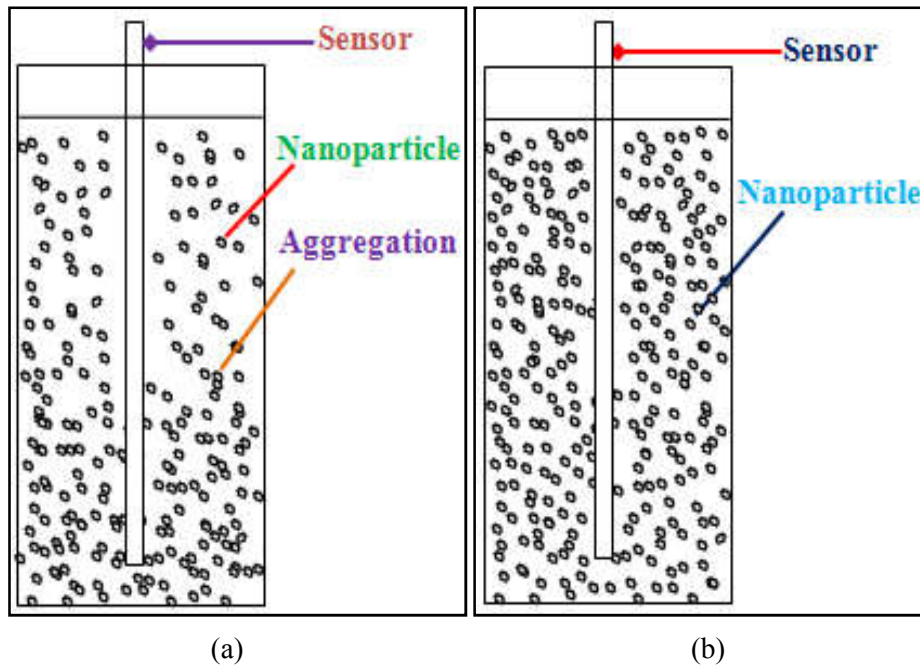 Sensor
Nanoparticle
Aggregation
(a)
Sensor
Nanoparticle
(b)